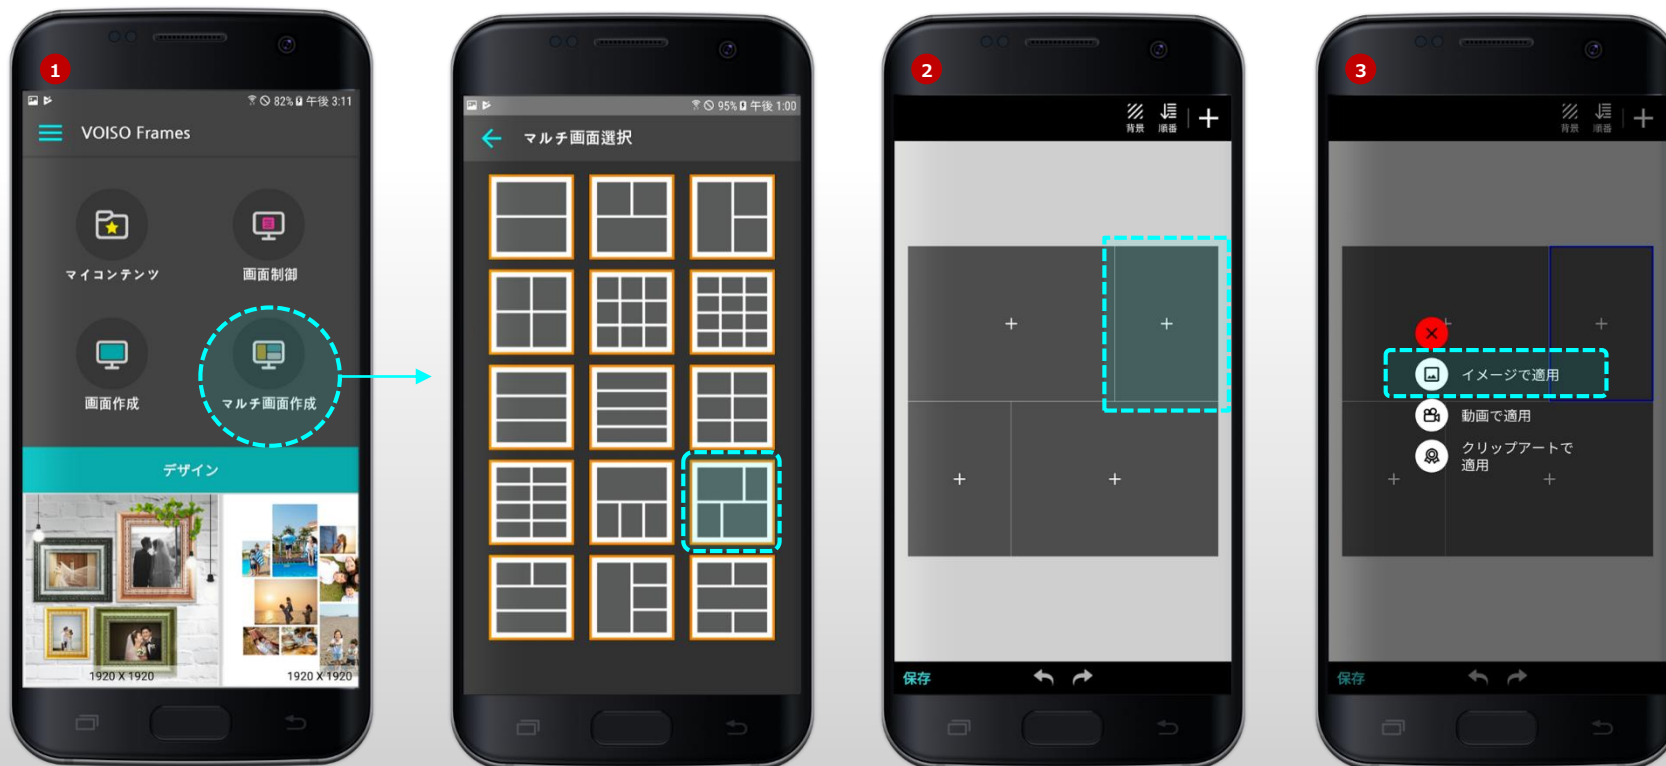 1
82% 午後 3:11
VOISO Frames
マイコンテンツ
画面制御
画面作成
マルチ画面作成
デザイン
1920 X 1920
1920 X 1920
95% 午後 1:00
マルチ画面選択
2
背景
順番
保存
3
背景
順番
イメージで適用
動画で適用
クリップアートで
適用
保存